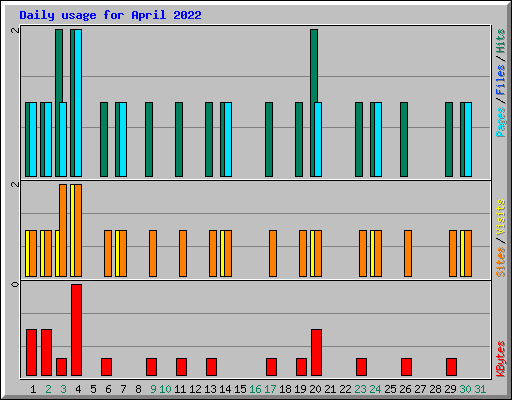 Daily usage for April 2022
2
Pages / Files / Hits
2
Sites / Visits
0
KBytes
1 2 3 4 5 6 7 8 9 10 11 12 13 14 15 16 17 18 19 20 21 22 23 24 25 26 27 28 29 30 31